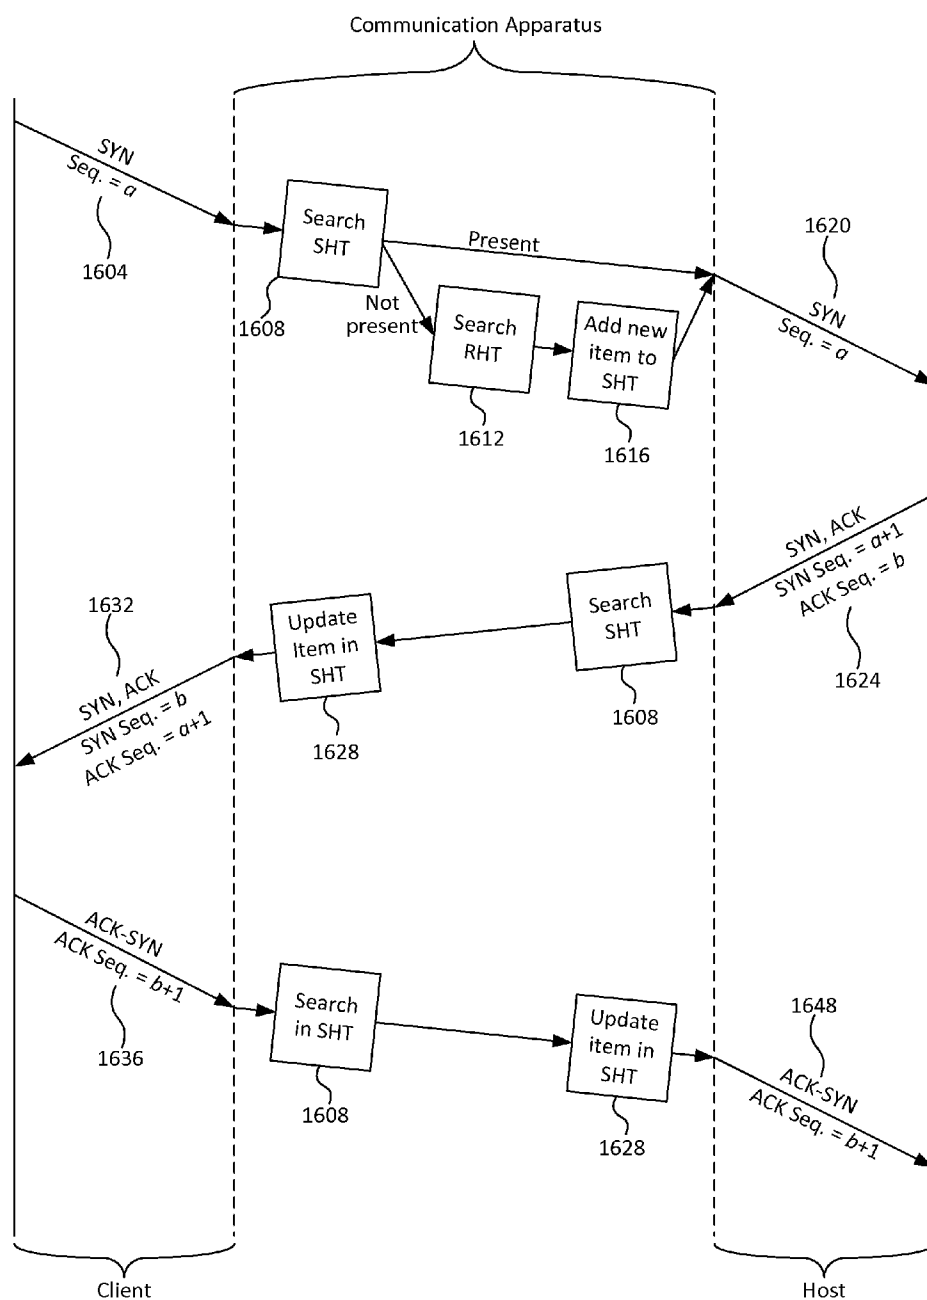 Communication Apparatus
SYN
Seq. = a
1604
Search
SHT
1608
Present
Not
present
Search
RHT
1612
Add new
item to
SHT
1616
1620
SYN
Seq. = a
SYN, ACK
SYN Seq. = a+1
ACK Seq. = b
1624
Search
SHT
1608
Update
Item in
SHT
1628
1632
SYN, ACK
SYN Seq. = b
ACK Seq. = a+1
ACK-SYN
ACK Seq. = b+1
1636
Search
in SHT
1608
Update
item in
SHT
1628
1648
ACK-SYN
ACK Seq. = b+1
Client
Host